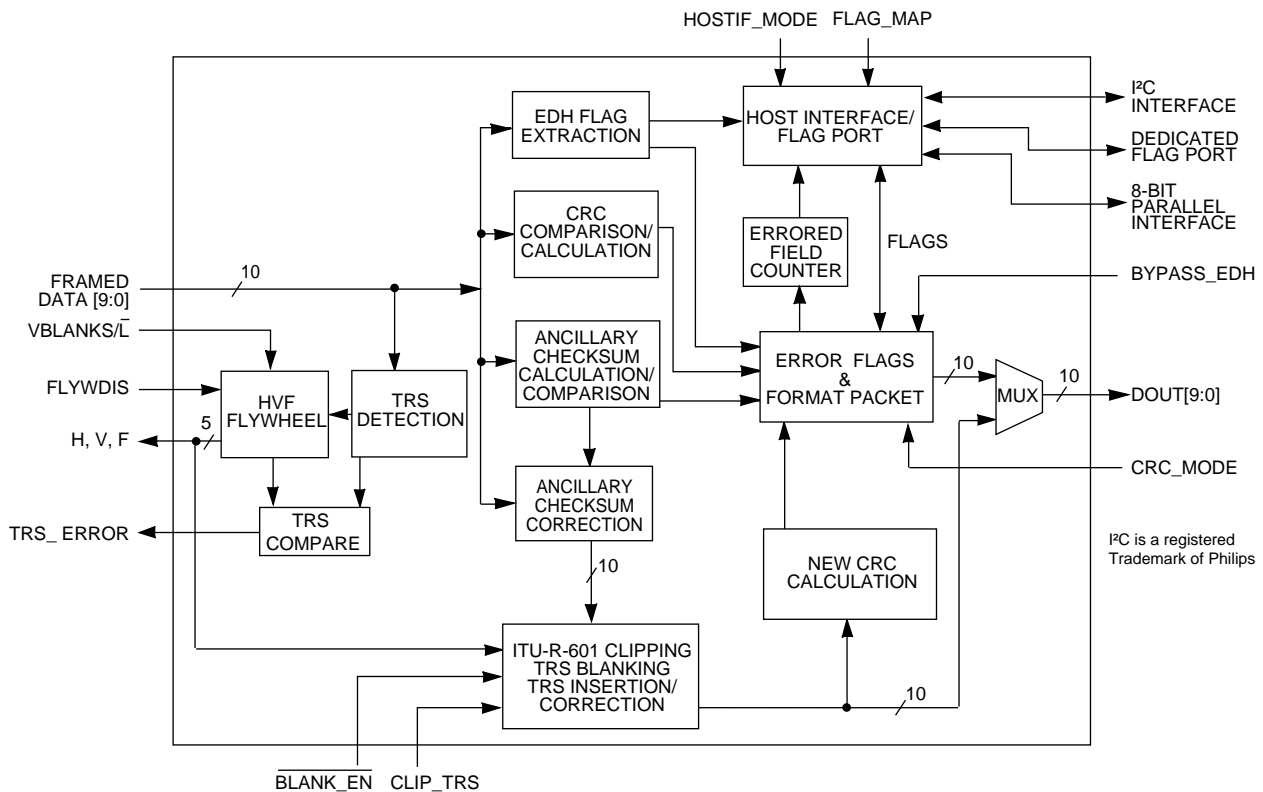 HOSTIF_MODE
FLAG_MAP
EDH FLAG
EXTRACTION
HOST INTERFACE/
FLAG PORT
I²C
INTERFACE
DEDICATED
FLAG PORT
8-BIT
PARALLEL
INTERFACE
CRC
COMPARISON/
CALCULATION
ERRORED
FIELD
COUNTER
FLAGS
FRAMED
DATA [9:0]
10
BYPASS_EDH
VBLANKS/L̅
FLYWDIS
HVF
FLYWHEEL
TRS
DETECTION
ANCILLARY
CHECKSUM
CALCULATION/
COMPARISON
ERROR FLAGS
&
FORMAT PACKET
10
MUX
10
DOUT[9:0]
5
H, V, F
CRC_MODE
TRS_ ERROR
TRS
COMPARE
ANCILLARY
CHECKSUM
CORRECTION
10
NEW CRC
CALCULATION
I²C is a registered
Trademark of Philips
ITU-R-601 CLIPPING
TRS BLANKING
TRS INSERTION/
CORRECTION
10
B̅L̅A̅N̅K̅_̅E̅N̅
CLIP_TRS